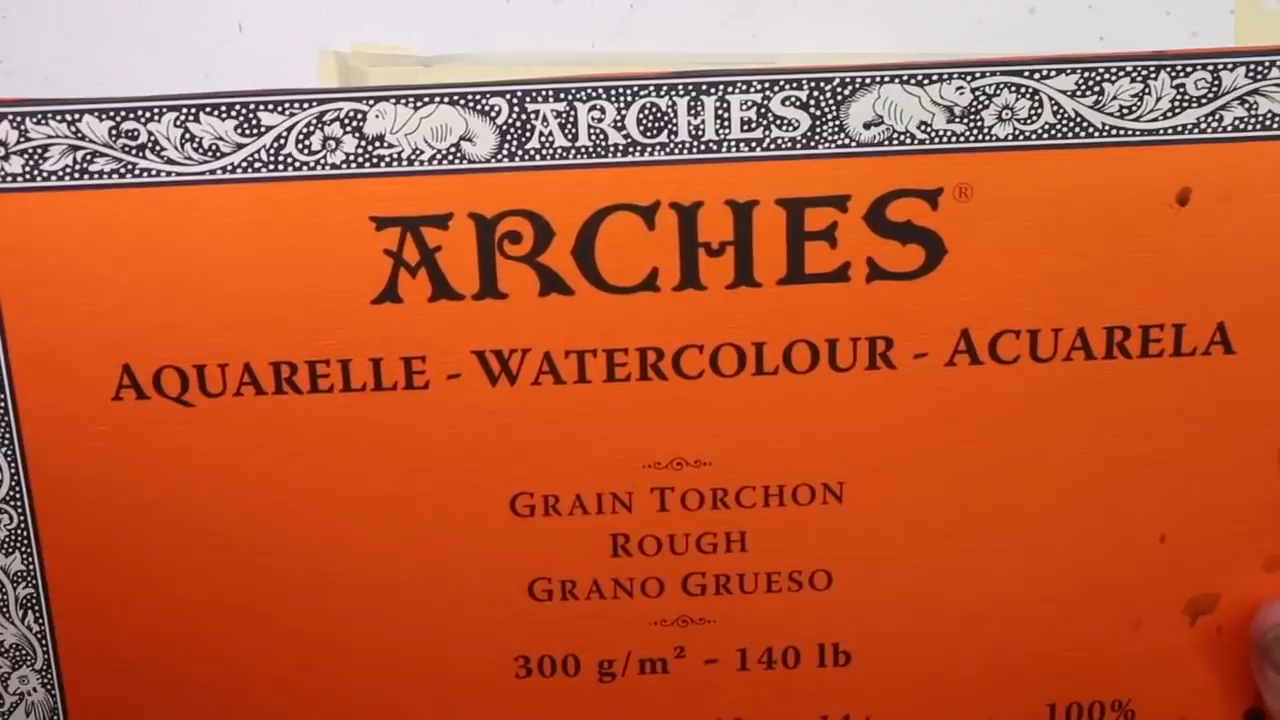 ARCHES
ARCHES®
AQUARELLE - WATERCOLOUR - ACUARELA
GRAIN TORCHON
ROUGH
GRANO GRUESO
300 g/m² - 140 lb
100%